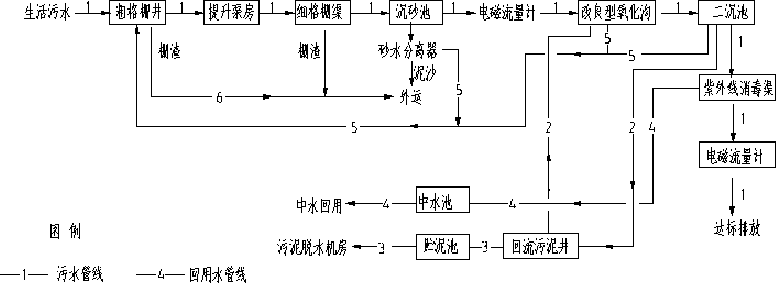 生活污水 1 粗格栅井 1 提升泵房 1 细格栅渠 1 沉砂池 1 电磁流量计 1 改良型氧化沟 1 二沉池
栅渣 栅渣 砂水分离器 5 5 1
泥沙 紫外线消毒渠
6 外运 5
5 2 2 4 1
电磁流量计
中水回用 4 中水池 4 1
图 例 达标排放
污泥脱水机房 3 贮泥池 3 回流污泥井
1 污水管线 4 回用水管线